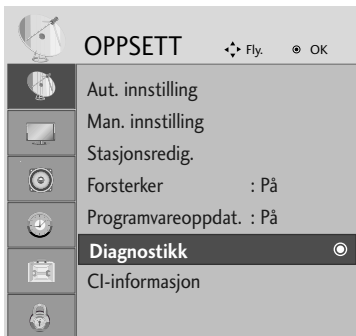 OPPSETT Fly. OK
Aut. innstilling
Man. innstilling
Stasjonsredig.
Forsterker : På
Programvareoppdat. : På
Diagnostikk
CI-informasjon